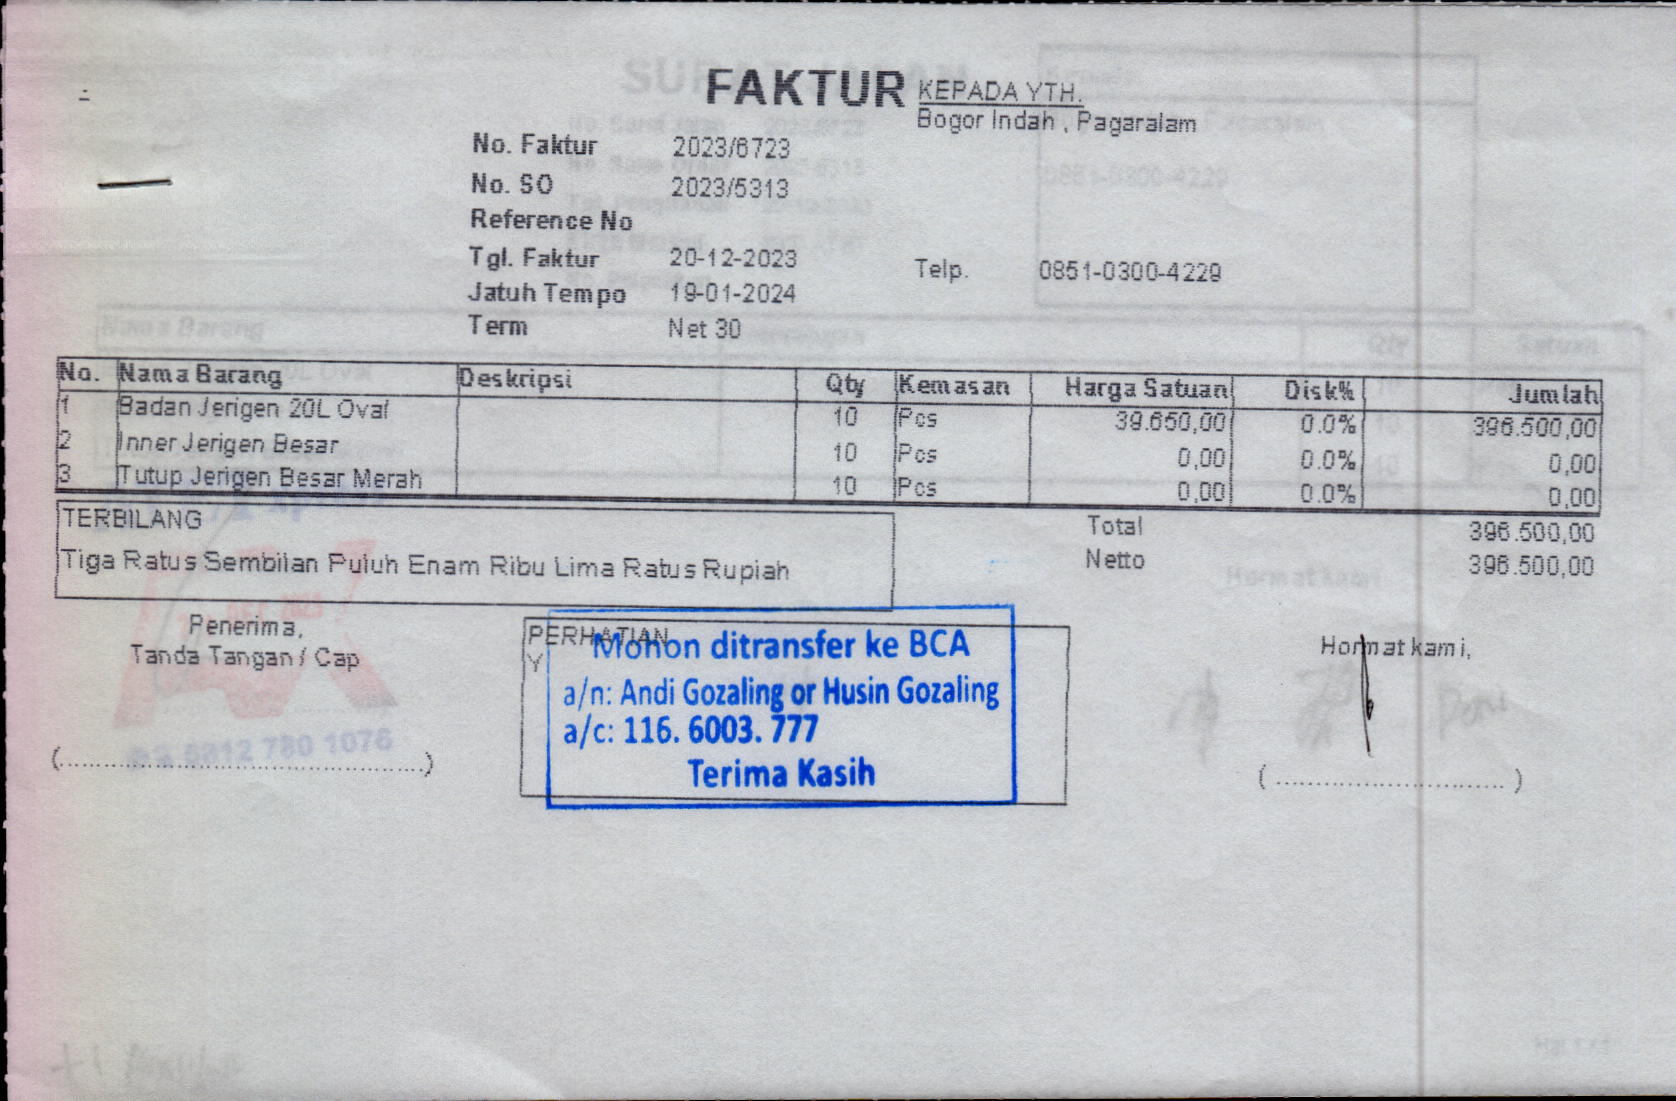 FAKTUR
KEPADA YTH.
Bogor Indah , Pagaralam
No. Faktur 2023/6723
No. SO 2023/5313
Reference No
Tgl. Faktur 20-12-2023
Telp. 0851-0300-4229
Jatuh Tempo 19-01-2024
Term Net 30
No. Nama Barang Deskripsi Qty Kemasan Harga Satuan Disk% Jumlah
1 Badan Jerigen 20L Oval 10 Pcs 39.650,00 0.0% 396.500,00
2 Inner Jerigen Besar 10 Pcs 0,00 0.0% 0,00
3 Tutup Jerigen Besar Merah 10 Pcs 0,00 0.0% 0,00
TERBILANG
Tiga Ratus Sembilan Puluh Enam Ribu Lima Ratus Rupiah
Total 396.500,00
Netto 396.500,00
Penerima,
Tanda Tangan / Cap
0812 780 1076
(..................................................)
PERHATIAN
Y
Mohon ditransfer ke BCA
a/n: Andi Gozaling or Husin Gozaling
a/c: 116. 6003. 777
Terima Kasih
Hormat kami,
( ............................... )